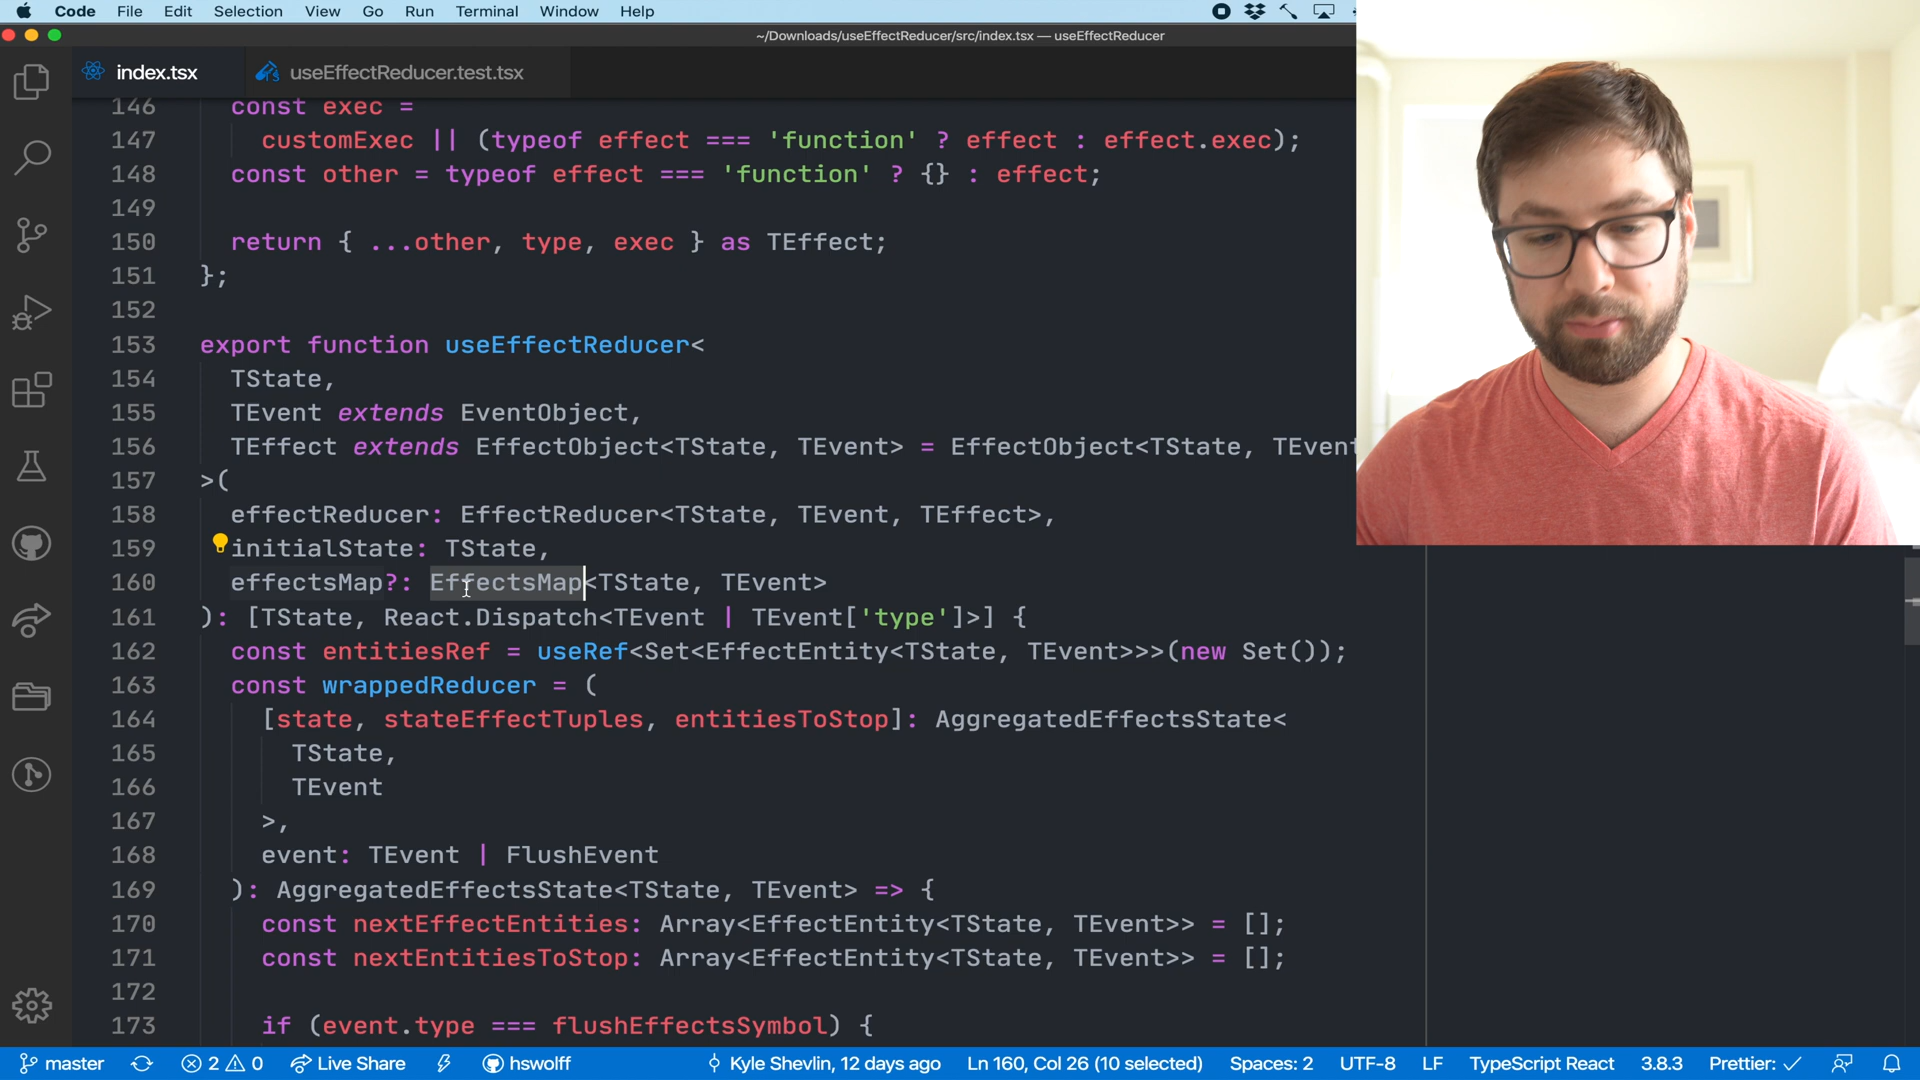 Code File Edit Selection View Go Run Terminal Window Help
~/Downloads/useEffectReducer/src/index.tsx — useEffectReducer
index.tsx useEffectReducer.test.tsx
146 const exec =
147 customExec || (typeof effect === 'function' ? effect : effect.exec);
148 const other = typeof effect === 'function' ? {} : effect;
149
150 return { ...other, type, exec } as TEffect;
151 };
152
153 export function useEffectReducer<
154 TState,
155 TEvent extends EventObject,
156 TEffect extends EffectObject<TState, TEvent> = EffectObject<TState, TEvent
157 >(
158 effectReducer: EffectReducer<TState, TEvent, TEffect>,
159 initialState: TState,
160 effectsMap?: EffectsMap<TState, TEvent>
161 ): [TState, React.Dispatch<TEvent | TEvent['type']>] {
162 const entitiesRef = useRef<Set<EffectEntity<TState, TEvent>>>(new Set());
163 const wrappedReducer = (
164 [state, stateEffectTuples, entitiesToStop]: AggregatedEffectsState<
165 TState,
166 TEvent
167 >,
168 event: TEvent | FlushEvent
169 ): AggregatedEffectsState<TState, TEvent> => {
170 const nextEffectEntities: Array<EffectEntity<TState, TEvent>> = [];
171 const nextEntitiesToStop: Array<EffectEntity<TState, TEvent>> = [];
172
173 if (event.type === flushEffectsSymbol) {
master 2 0 Live Share hswolff Kyle Shevlin, 12 days ago Ln 160, Col 26 (10 selected) Spaces: 2 UTF-8 LF TypeScript React 3.8.3 Prettier: ✓